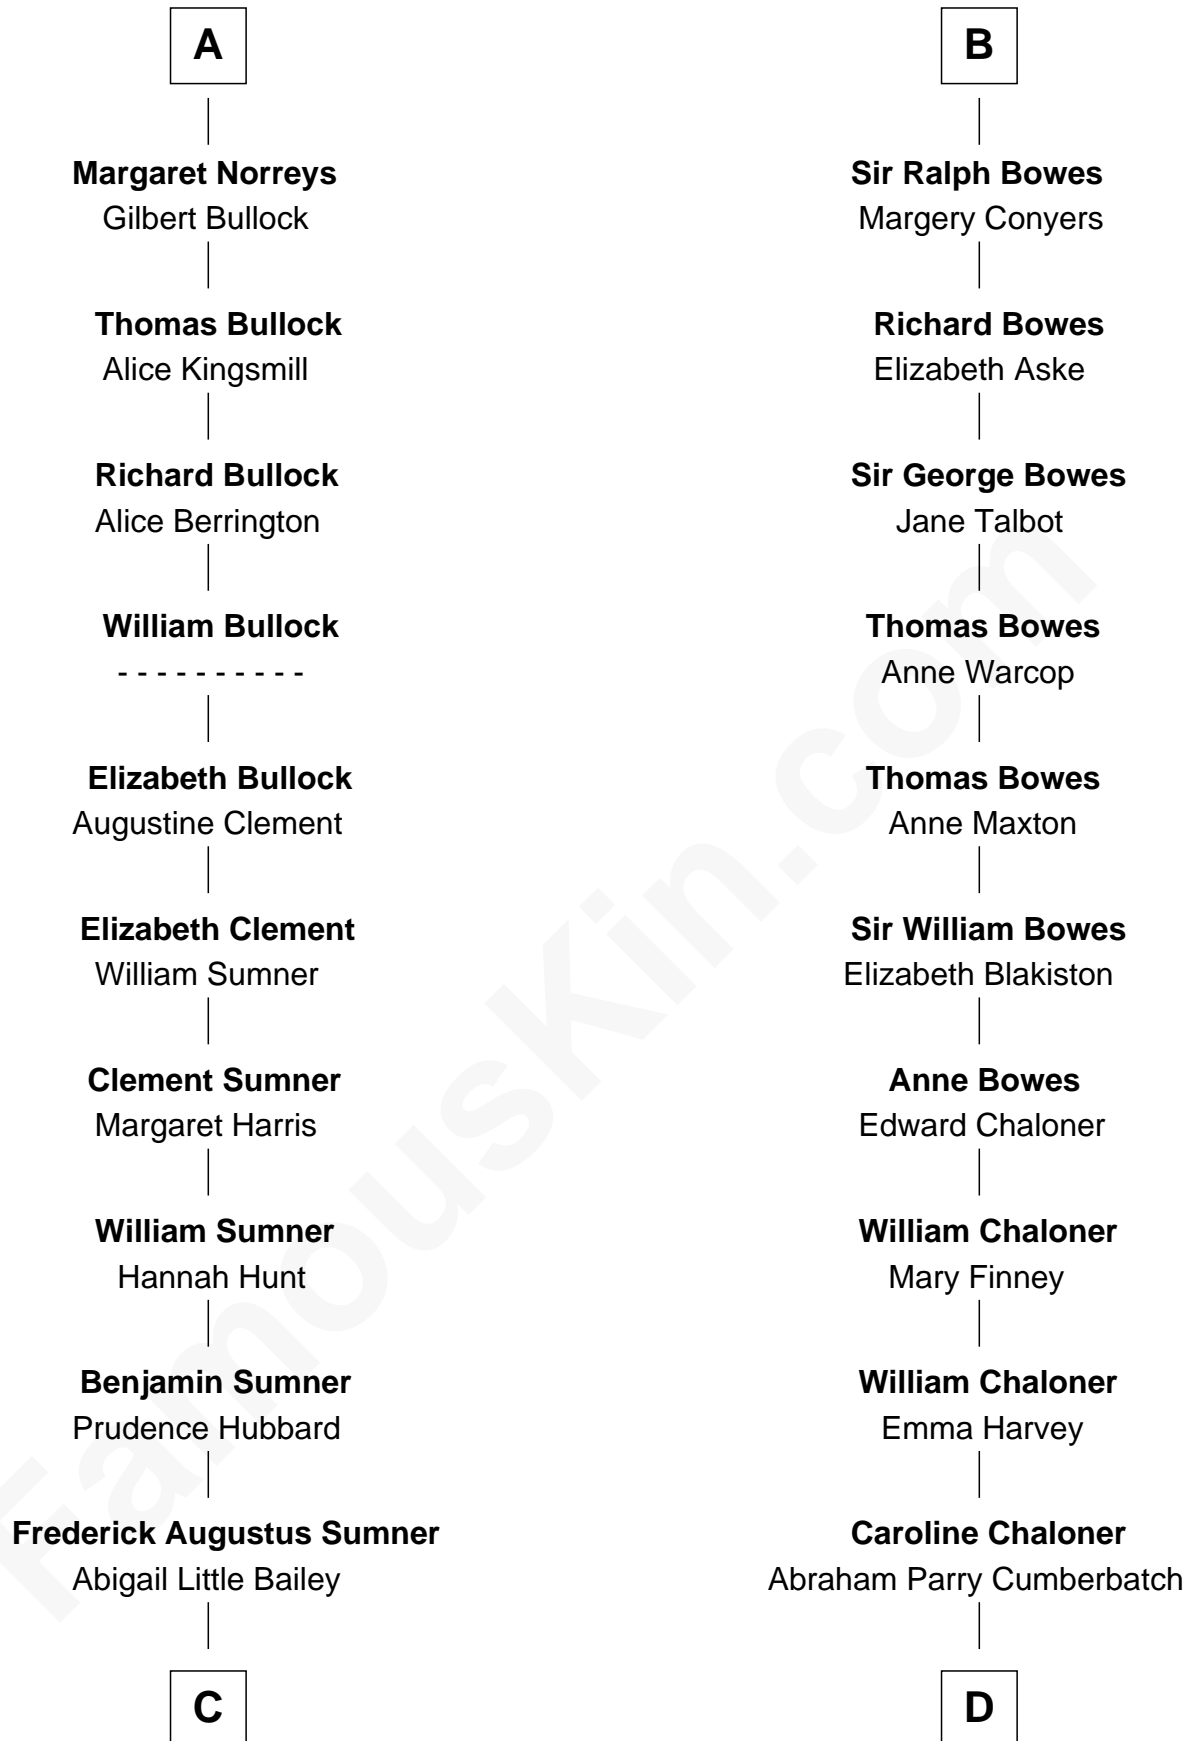 A
Margaret Norreys
Gilbert Bullock
Thomas Bullock
Alice Kingsmill
Richard Bullock
Alice Berrington
William Bullock
- - - - - - - - - -
Elizabeth Bullock
Augustine Clement
Elizabeth Clement
William Sumner
Clement Sumner
Margaret Harris
William Sumner
Hannah Hunt
Benjamin Sumner
Prudence Hubbard
Frederick Augustus Sumner
Abigail Little Bailey
C
B
Sir Ralph Bowes
Margery Conyers
Richard Bowes
Elizabeth Aske
Sir George Bowes
Jane Talbot
Thomas Bowes
Anne Warcop
Thomas Bowes
Anne Maxton
Sir William Bowes
Elizabeth Blakiston
Anne Bowes
Edward Chaloner
William Chaloner
Mary Finney
William Chaloner
Emma Harvey
Caroline Chaloner
Abraham Parry Cumberbatch
D
FamousKin.com